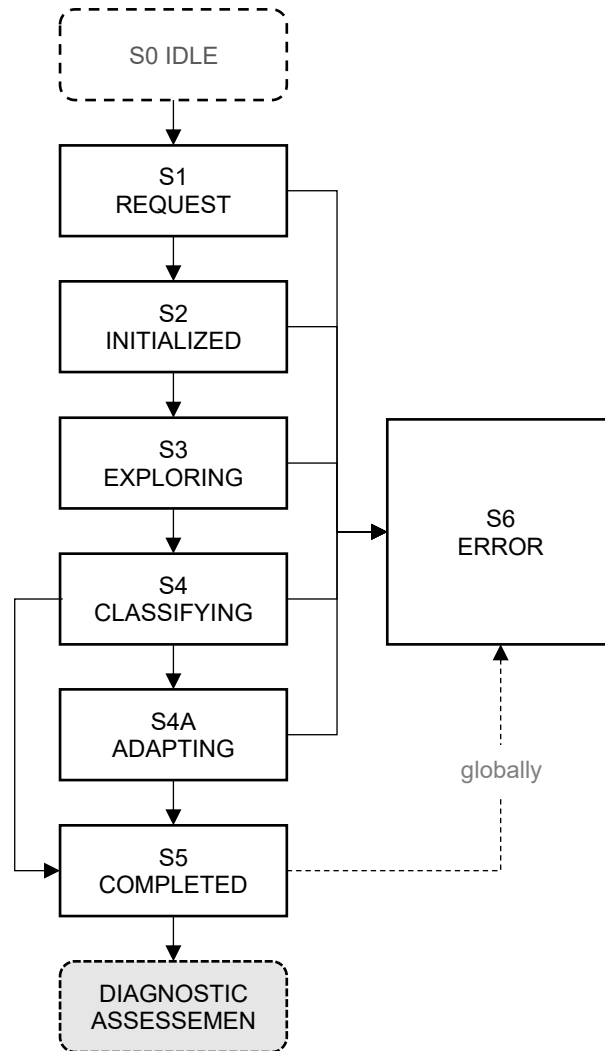 S0 IDLE
S1
REQUEST
S2
INITIALIZED
S3
EXPLORING
S4
CLASSIFYING
S4A
ADAPTING
S5
COMPLETED
DIAGNOSTIC
ASSESSEMEN
S6
ERROR
globally